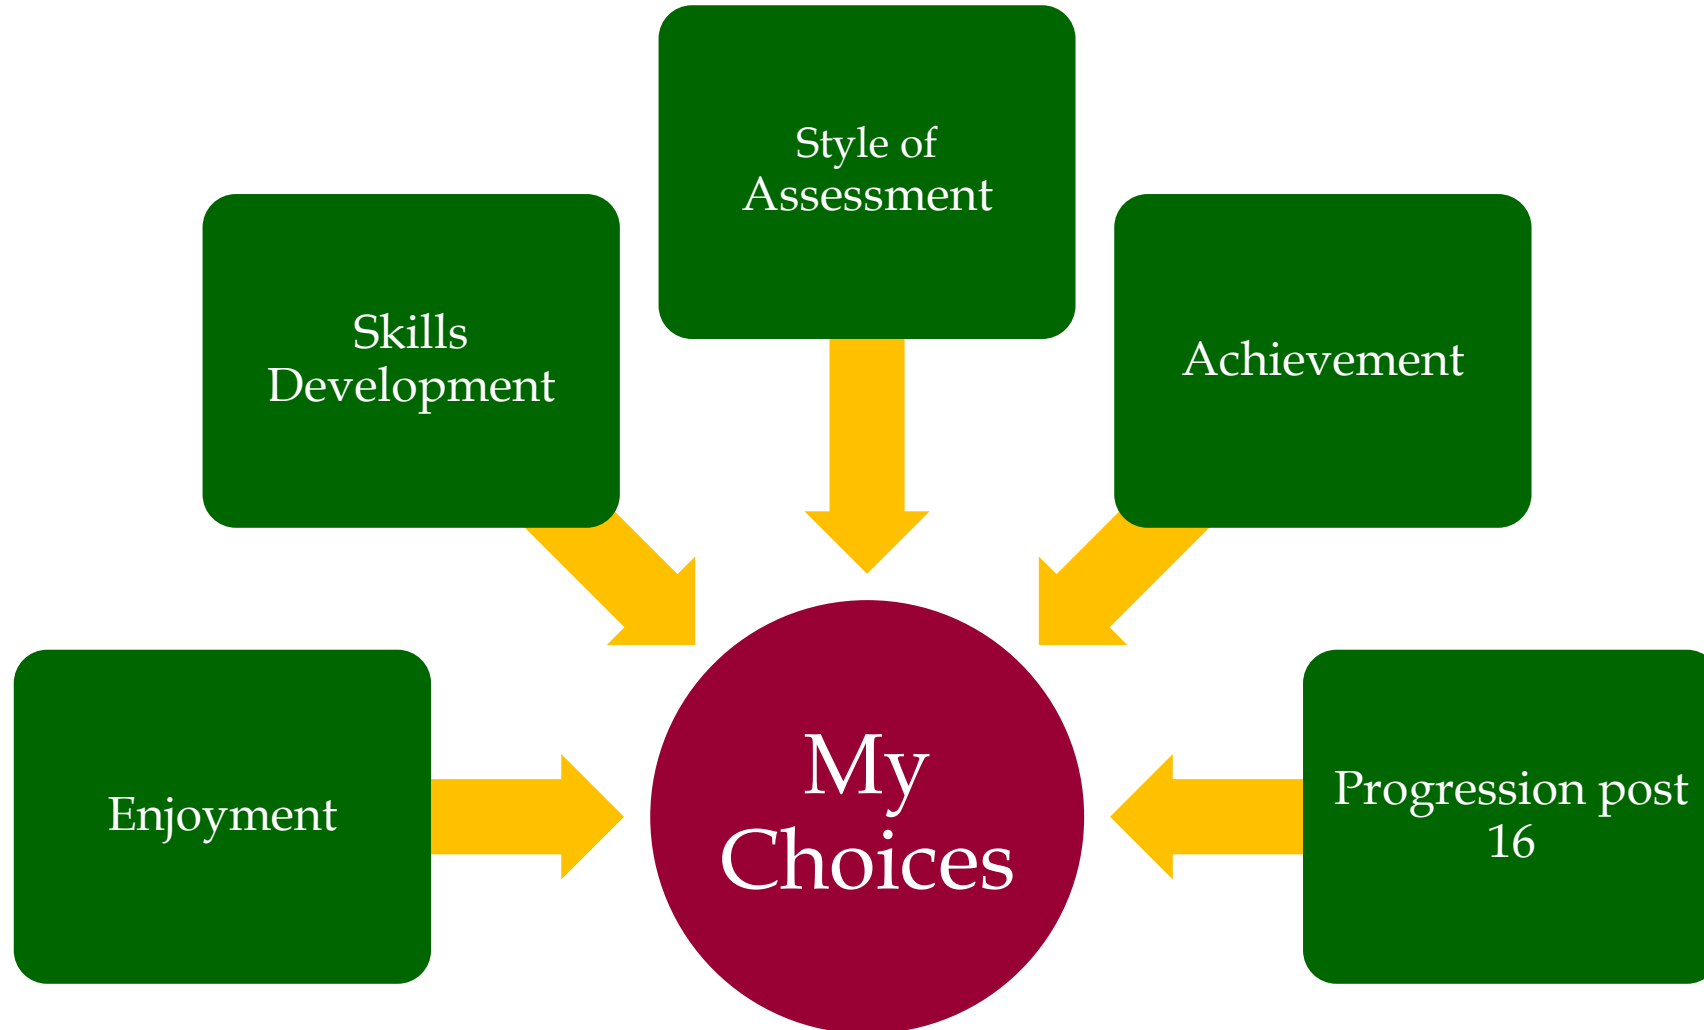 Style of
Assessment
Skills
Development
Achievement
Enjoyment
My
Choices
Progression post
16